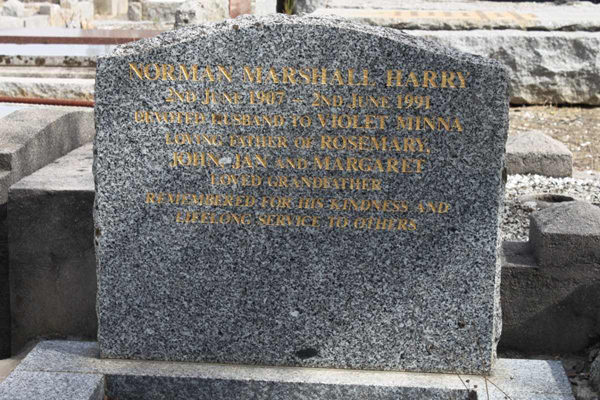 NORMAN MARSHALL HARRY
2ND JUNE 1907 - 2ND JUNE 1991
DEVOTED HUSBAND TO VIOLET MINNA
LOVING FATHER OF ROSEMARY,
JOHN, JAN AND MARGARET
LOVED GRANDFATHER
REMEMBERED FOR HIS KINDNESS AND
LIFELONG SERVICE TO OTHERS